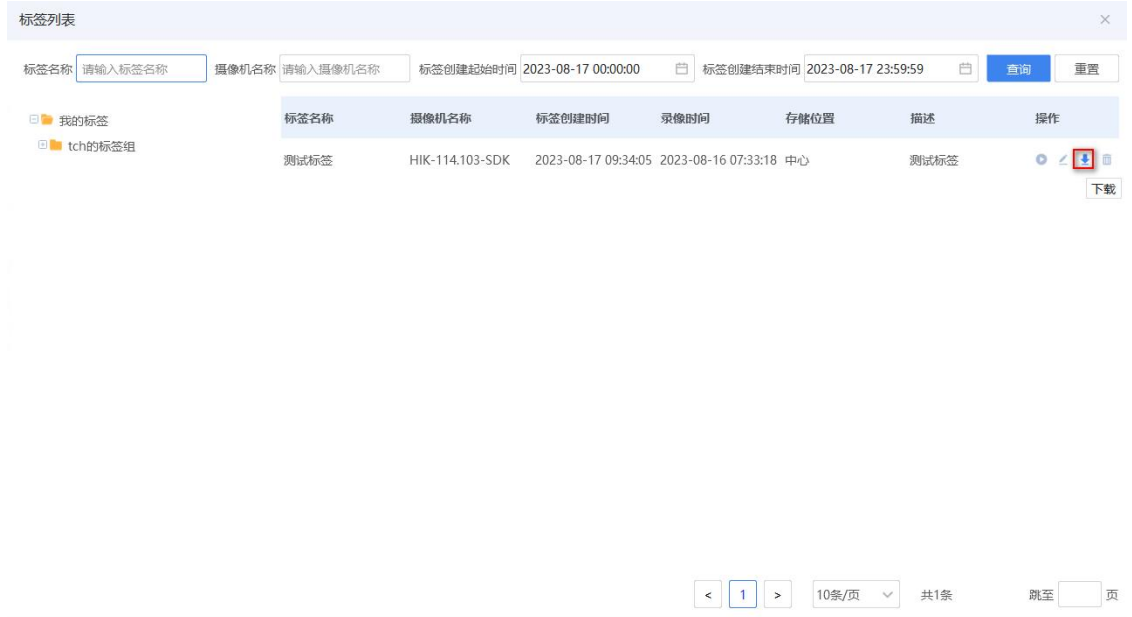 标签列表
标签名称 请输入标签名称 摄像机名称 请输入摄像机名称 标签创建起始时间 2023-08-17 00:00:00 标签创建结束时间 2023-08-17 23:59:59 查询 重置
我的标签
tch的标签组
标签名称 摄像机名称 标签创建时间 录像时间 存储位置 描述 操作
测试标签 HIK-114.103-SDK 2023-08-17 09:34:05 2023-08-16 07:33:18 中心 测试标签
下载
< 1 > 10条/页 共1条 跳至 页